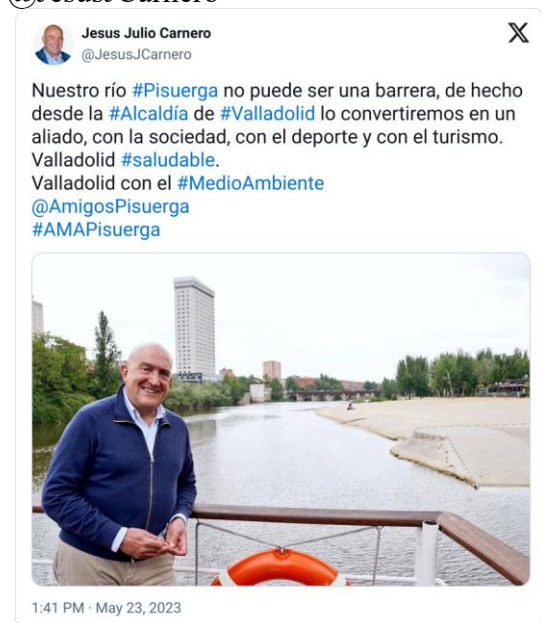 @JesusJCarnero
Jesus Julio Carnero
@JesusJCarnero
Nuestro río #Pisuerga no puede ser una barrera, de hecho
desde la #Alcaldía de #Valladolid lo convertiremos en un
aliado, con la sociedad, con el deporte y con el turismo.
Valladolid #saludable.
Valladolid con el #MedioAmbiente
@AmigosPisuerga
#AMAPisuerga
1:41 PM · May 23, 2023